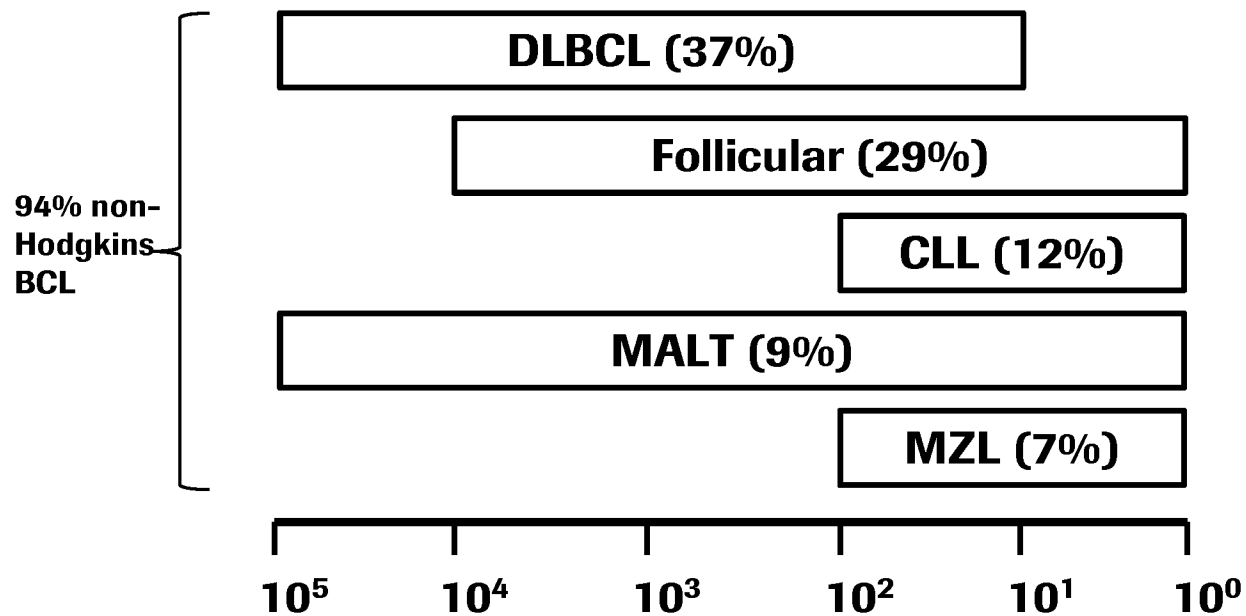 DLBCL (37%)
Follicular (29%)
94% non-
Hodgkins
BCL
CLL (12%)
MALT (9%)
MZL (7%)
10⁵ 10⁴ 10³ 10² 10¹ 10⁰